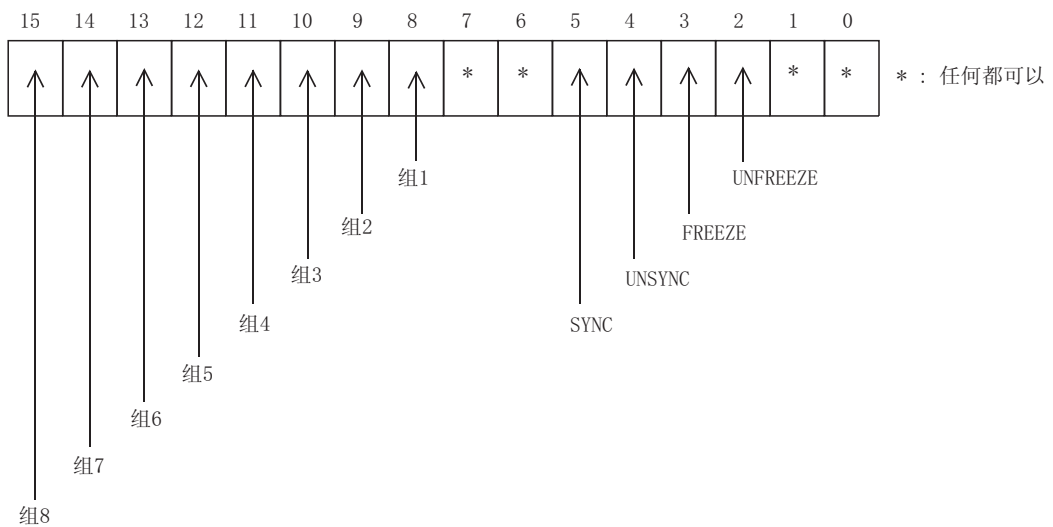 15 14 13 12 11 10 9 8 7 6 5 4 3 2 1 0
* * * * * : 任何都可以
组1 UNFREEZE
组2 FREEZE
组3 UNSYNC
组4 SYNC
组5
组6
组7
组8